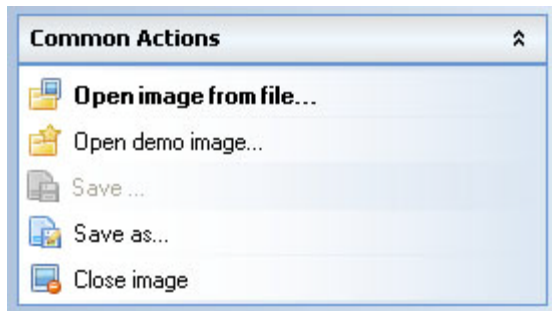 Common Actions
Open image from file...
Open demo image...
Save ...
Save as...
Close image